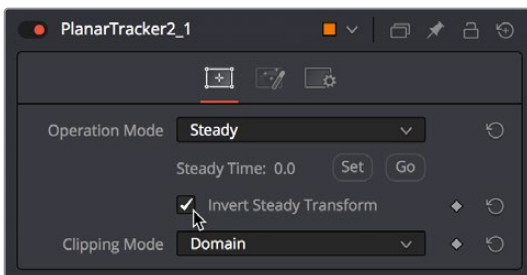 PlanarTracker2_1
Operation Mode Steady
Steady Time: 0.0 Set Go
Invert Steady Transform
Clipping Mode Domain